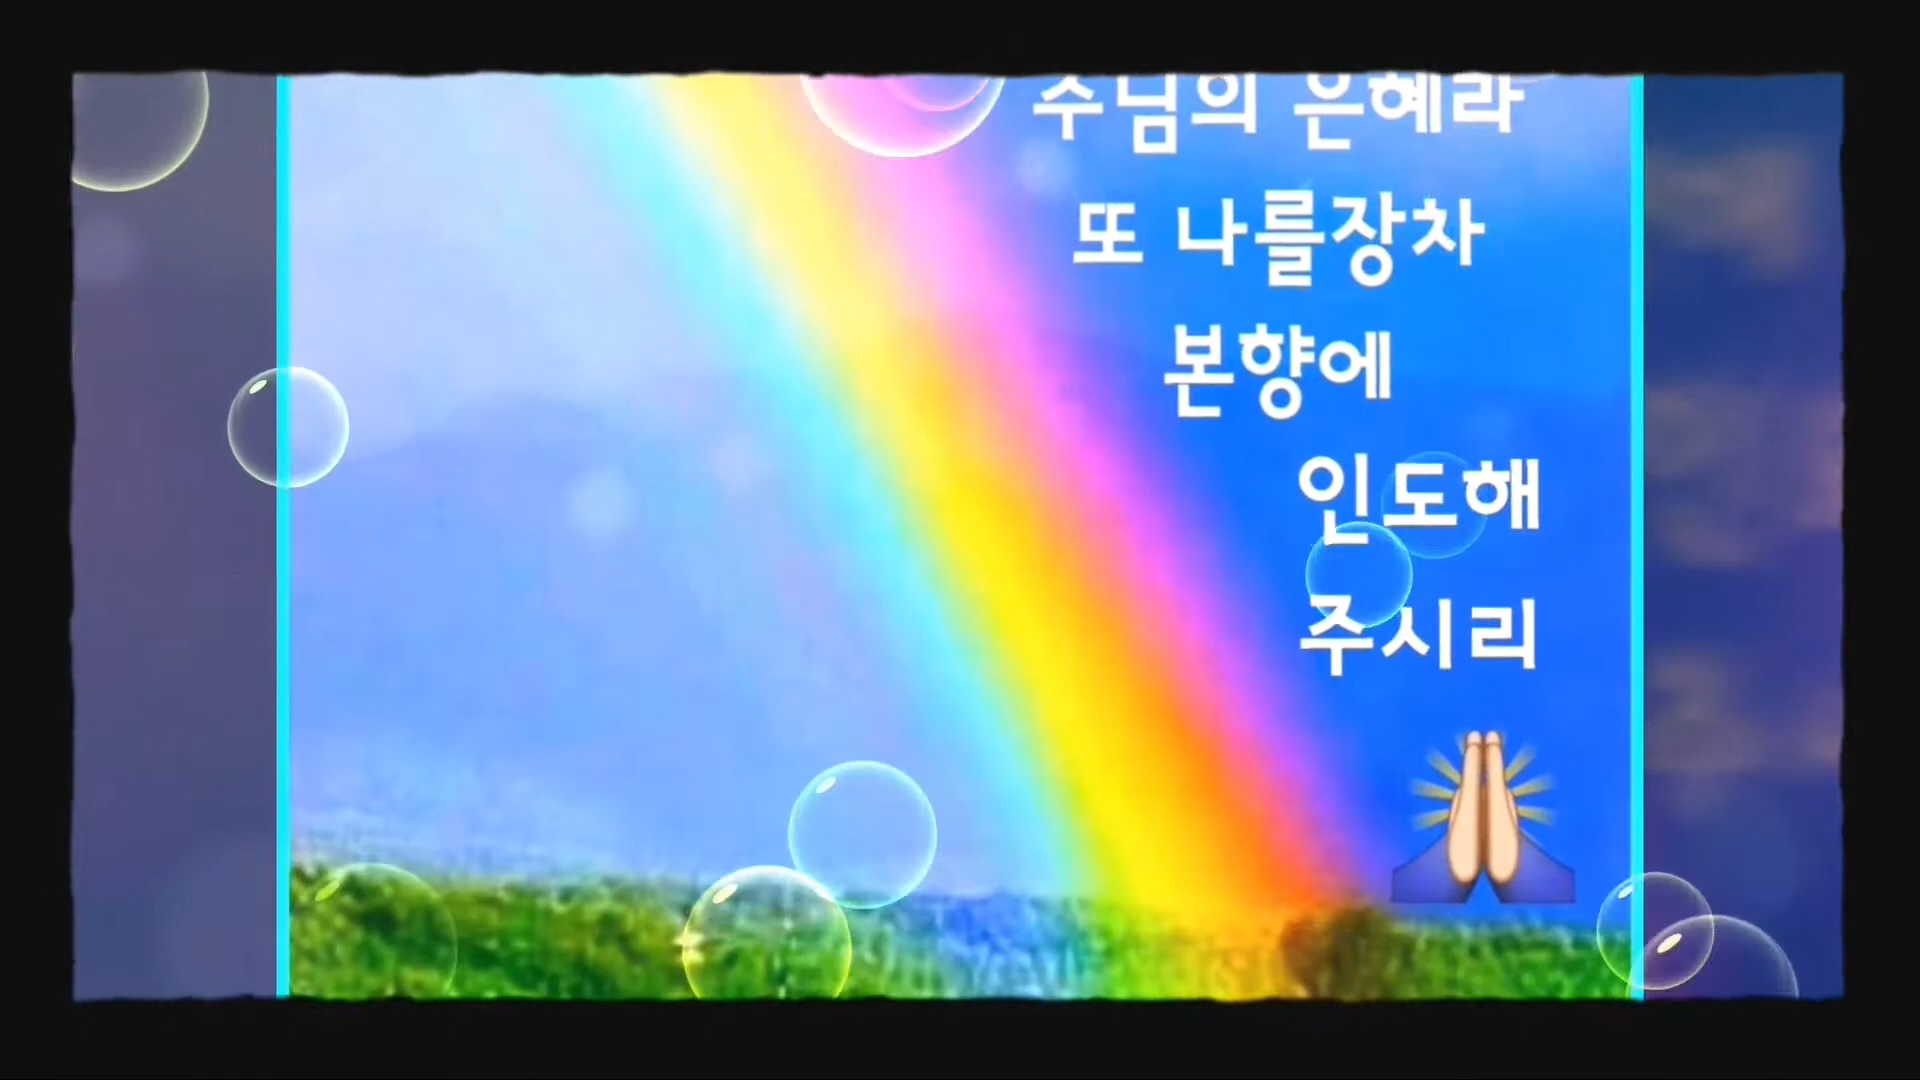 주님의 은혜라
또 나를장차
본향에
인도해
주시리